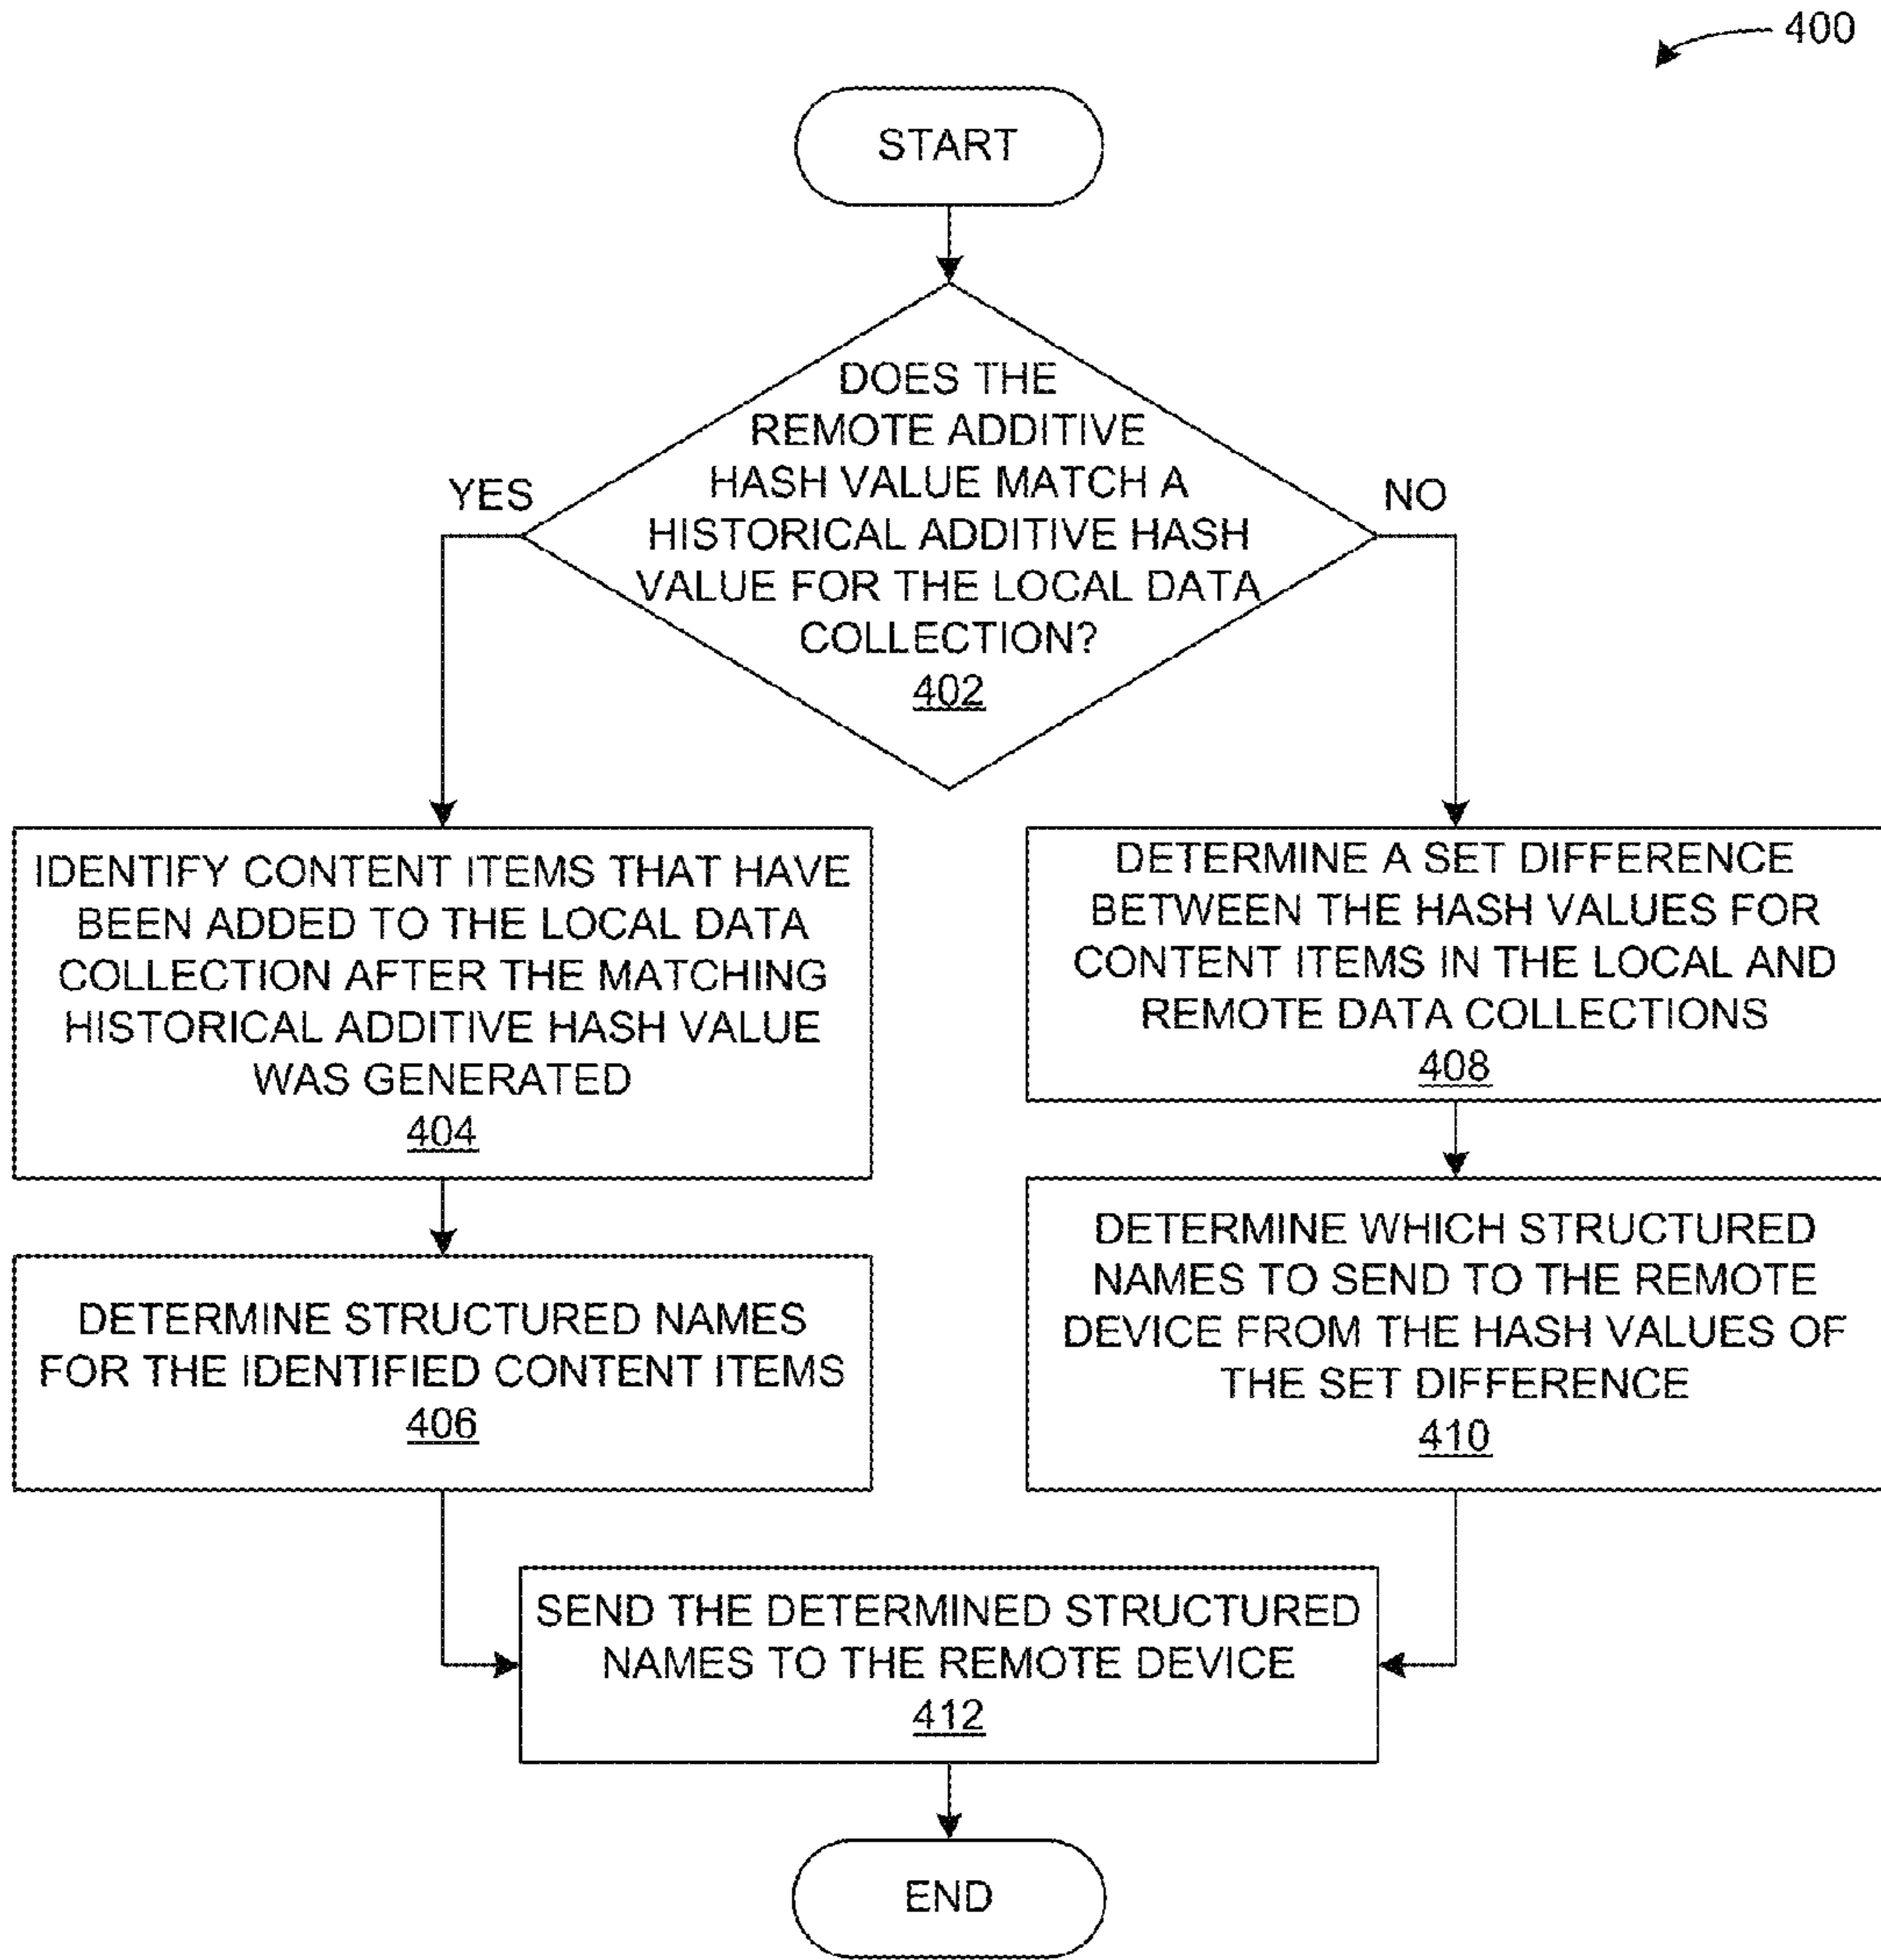 400
START
DOES THE
REMOTE ADDITIVE
HASH VALUE MATCH A
HISTORICAL ADDITIVE HASH
VALUE FOR THE LOCAL DATA
COLLECTION?
402
YES
NO
IDENTIFY CONTENT ITEMS THAT HAVE
BEEN ADDED TO THE LOCAL DATA
COLLECTION AFTER THE MATCHING
HISTORICAL ADDITIVE HASH VALUE
WAS GENERATED
404
DETERMINE STRUCTURED NAMES
FOR THE IDENTIFIED CONTENT ITEMS
406
DETERMINE A SET DIFFERENCE
BETWEEN THE HASH VALUES FOR
CONTENT ITEMS IN THE LOCAL AND
REMOTE DATA COLLECTIONS
408
DETERMINE WHICH STRUCTURED
NAMES TO SEND TO THE REMOTE
DEVICE FROM THE HASH VALUES OF
THE SET DIFFERENCE
410
SEND THE DETERMINED STRUCTURED
NAMES TO THE REMOTE DEVICE
412
END